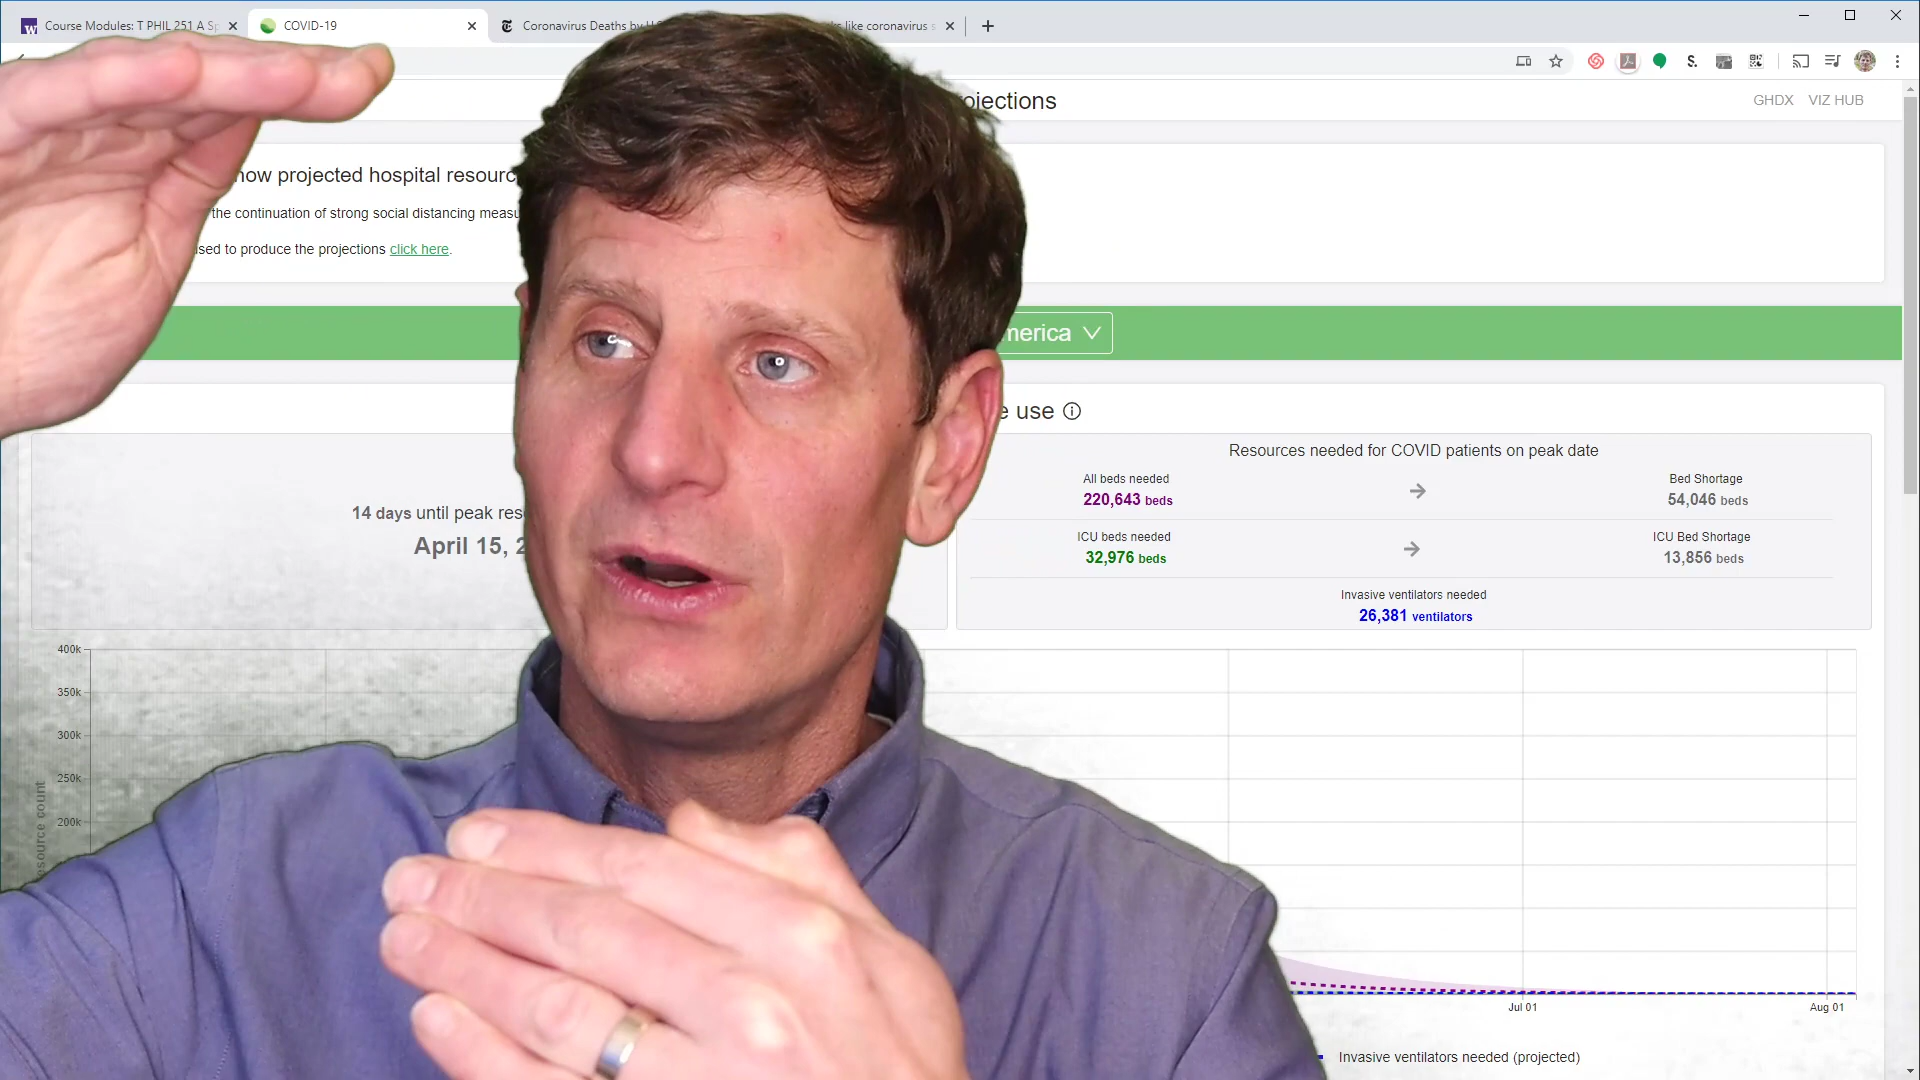 Course Modules: T PHIL 251 A Sp
COVID-19
Coronavirus Deaths by U.S.
s like coronavirus s
ojections
GHDX VIZ HUB
how projected hospital resourc
the continuation of strong social distancing measu
sed to produce the projections click here.
merica
e use
14 days until peak res
April 15, 2
Resources needed for COVID patients on peak date
All beds needed
220,643 beds
Bed Shortage
54,046 beds
ICU beds needed
32,976 beds
ICU Bed Shortage
13,856 beds
Invasive ventilators needed
26,381 ventilators
400k
350k
300k
250k
200k
esource count
Jul 01
Aug 01
Invasive ventilators needed (projected)